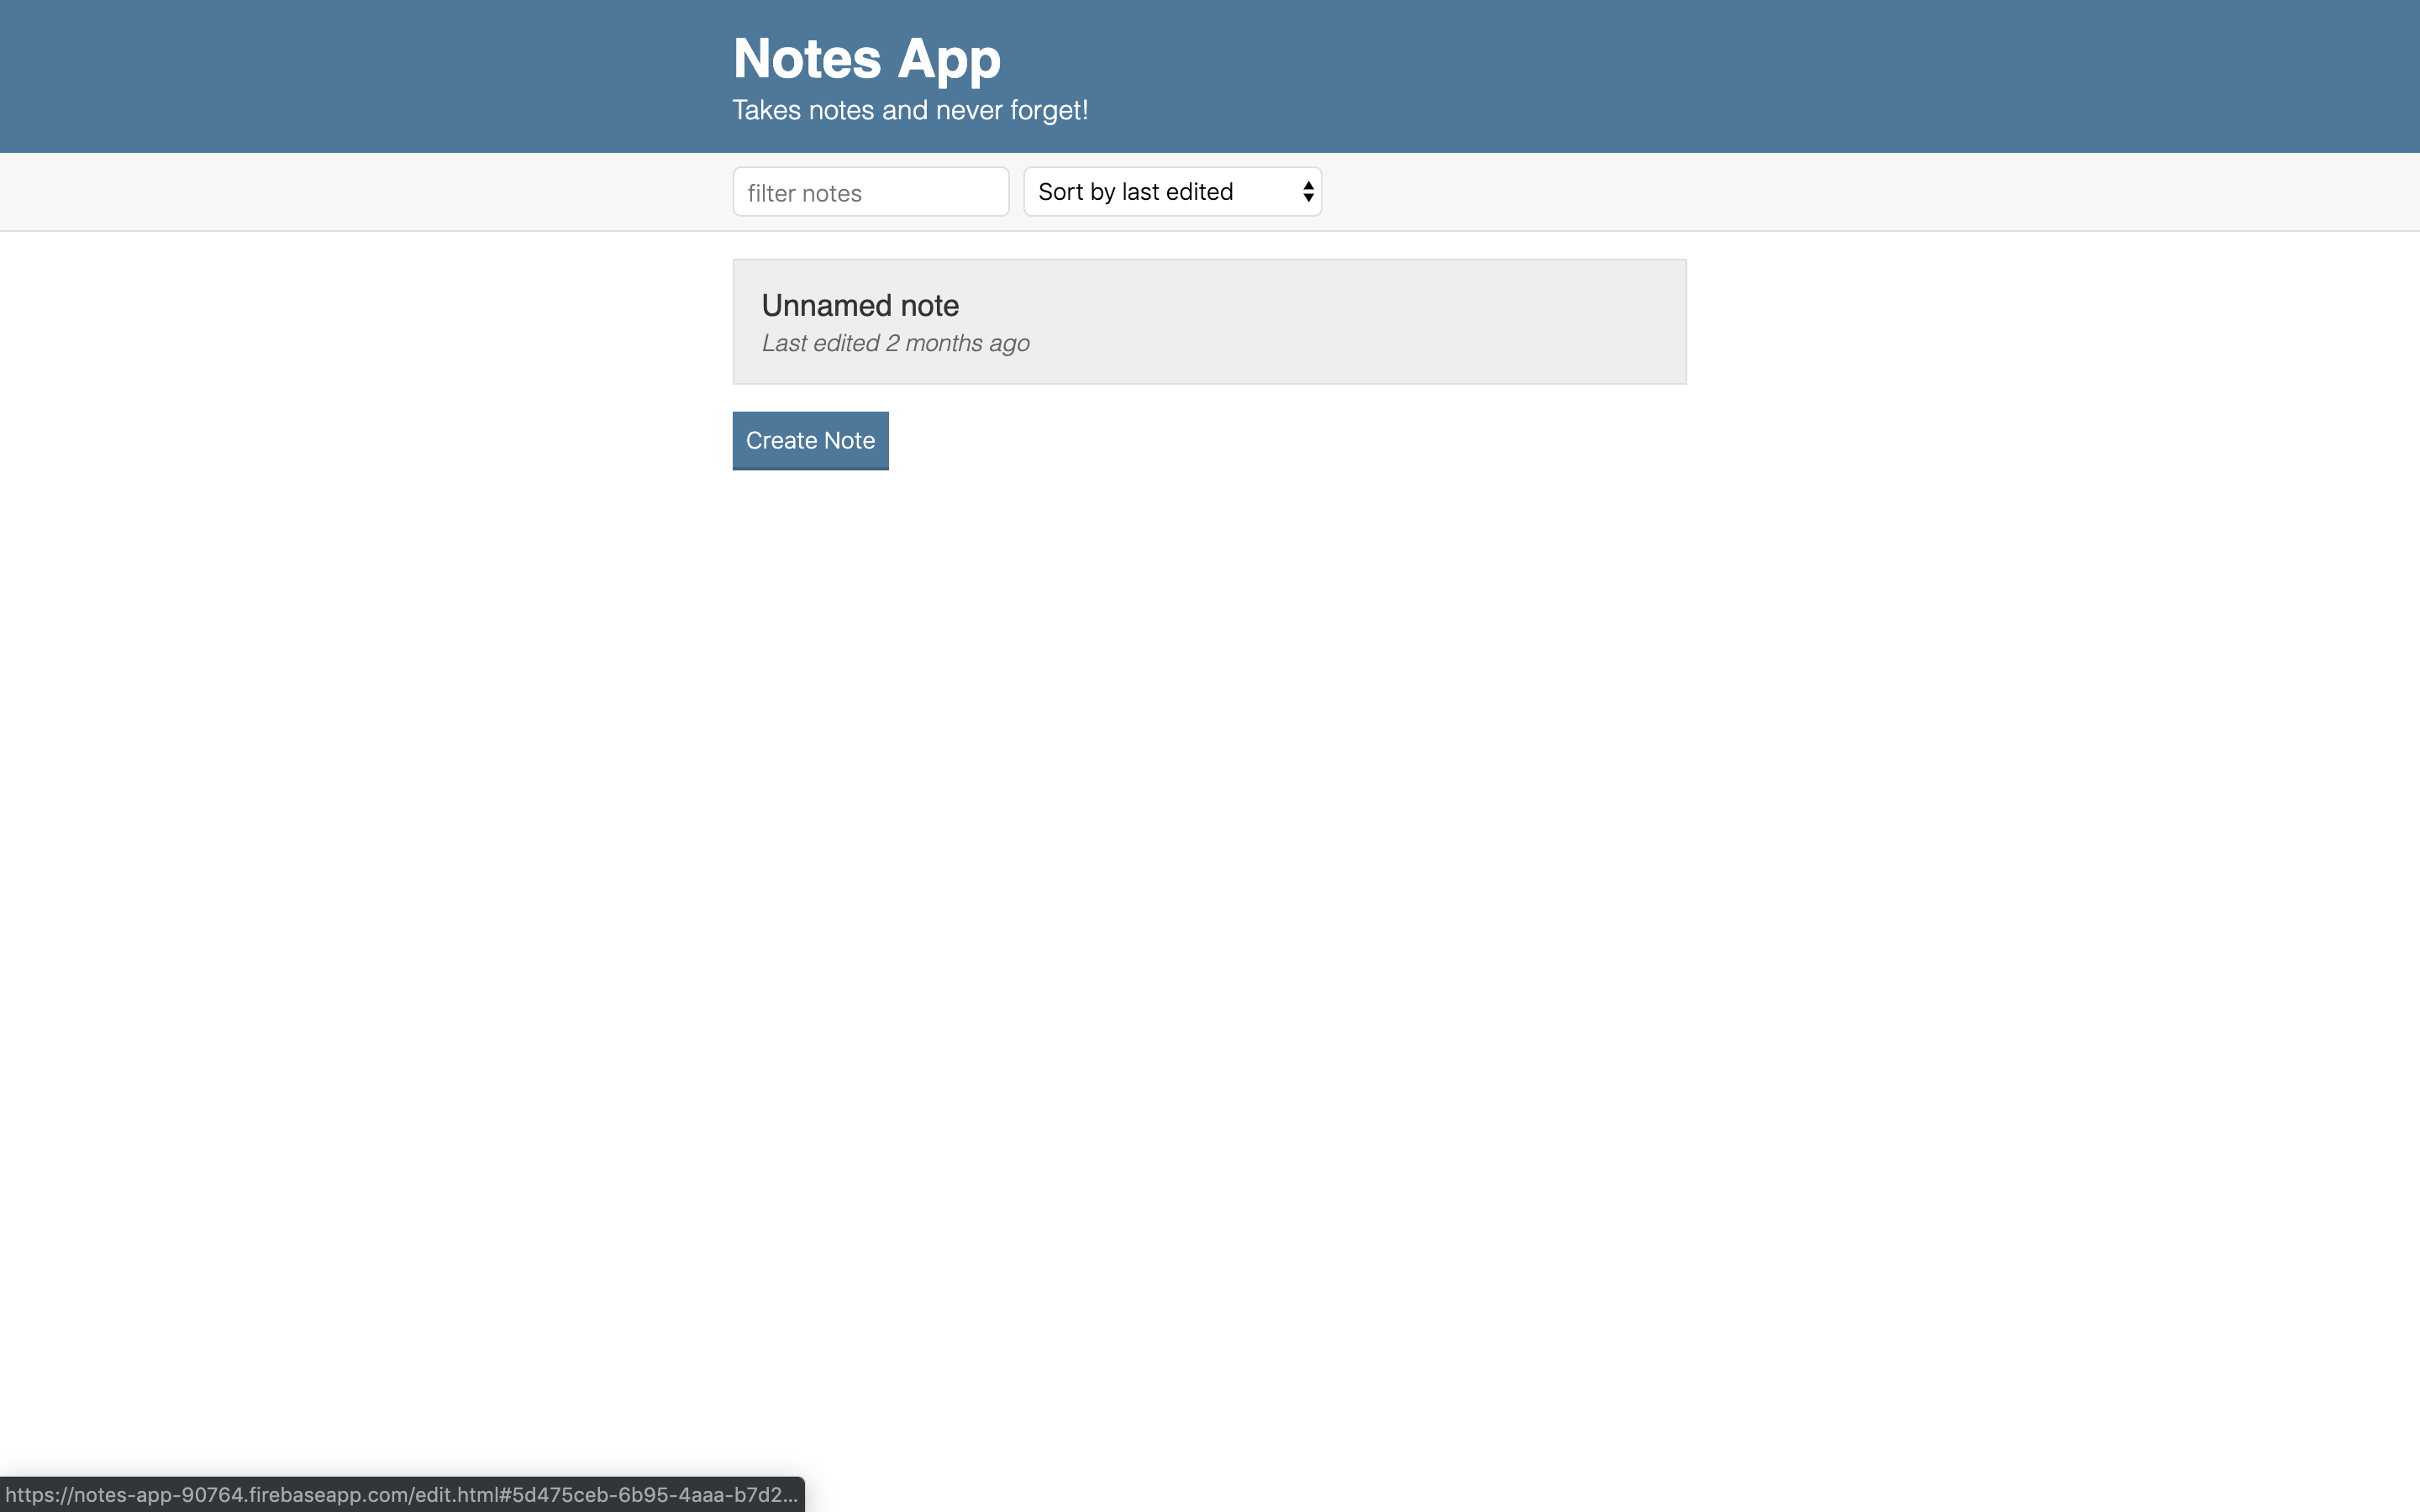 Notes App
Takes notes and never forget!
filter notes
Sort by last edited
Unnamed note
Last edited 2 months ago
Create Note
https://notes-app-90764.firebaseapp.com/edit.html#5d475ceb-6b95-4aaa-b7d2...